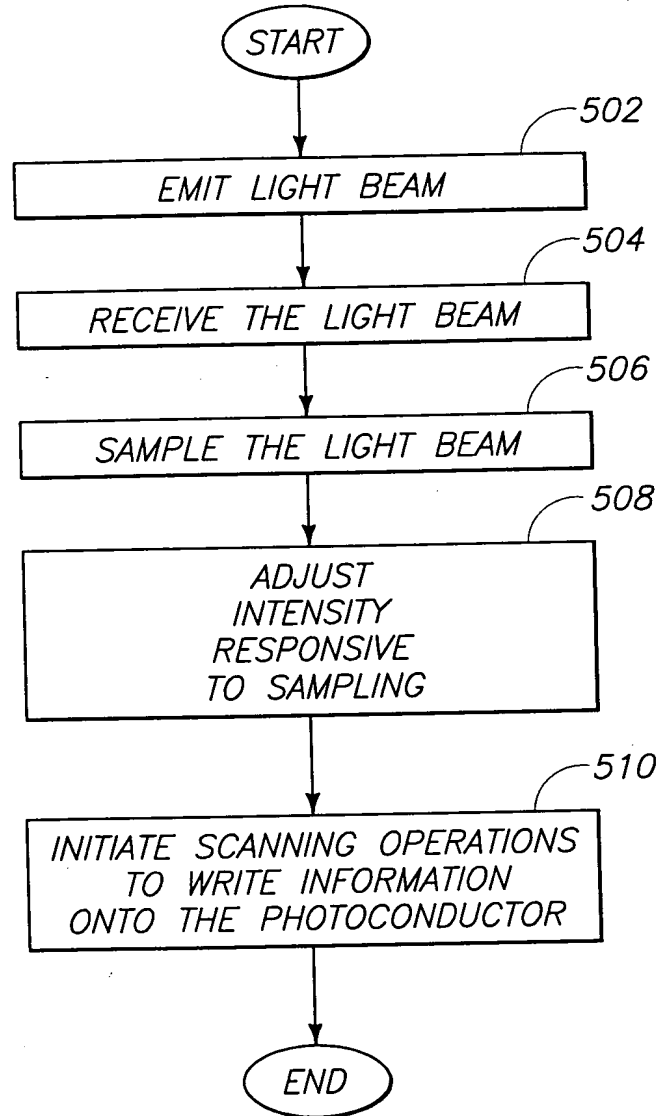 START
502
EMIT LIGHT BEAM
504
RECEIVE THE LIGHT BEAM
506
SAMPLE THE LIGHT BEAM
508
ADJUST
INTENSITY
RESPONSIVE
TO SAMPLING
510
INITIATE SCANNING OPERATIONS
TO WRITE INFORMATION
ONTO THE PHOTOCONDUCTOR
END